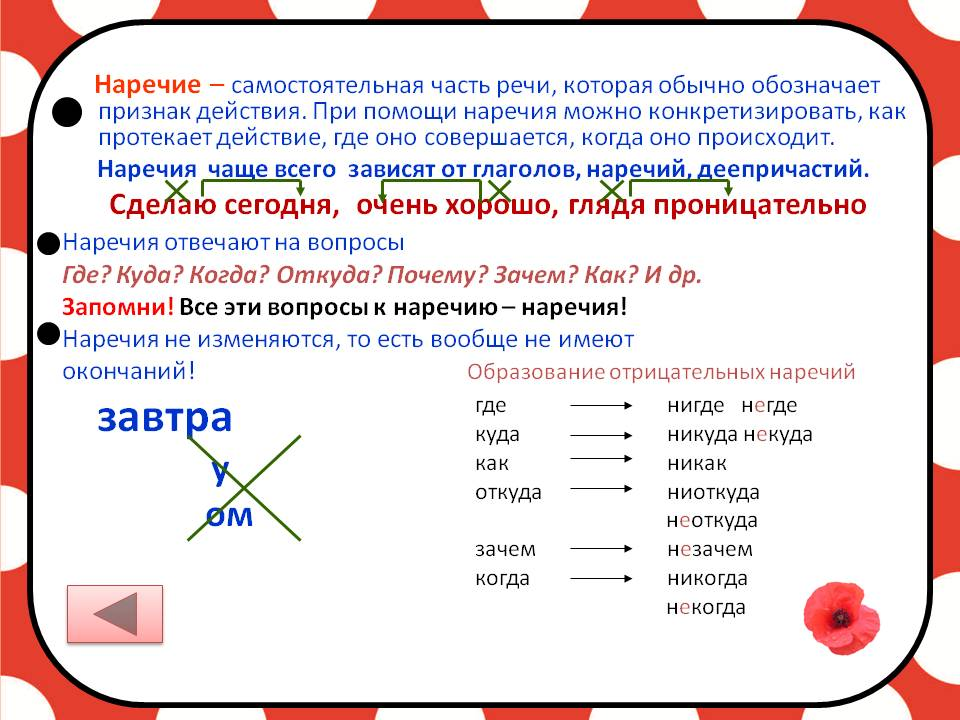 Наречие – самостоятельная часть речи, которая обычно обозначает
признак действия. При помощи наречия можно конкретизировать, как
протекает действие, где оно совершается, когда оно происходит.
Наречия чаще всего зависят от глаголов, наречий, деепричастий.
Сделаю сегодня, очень хорошо, глядя проницательно
Наречия отвечают на вопросы
Где? Куда? Когда? Откуда? Почему? Зачем? Как? И др.
Запомни! Все эти вопросы к наречию – наречия!
Наречия не изменяются, то есть вообще не имеют
окончаний!
завтра
у
ом
Образование отрицательных наречий
где нигде негде
куда никуда некуда
как никак
откуда ниоткуда
неоткуда
зачем незачем
когда никогда
некогда